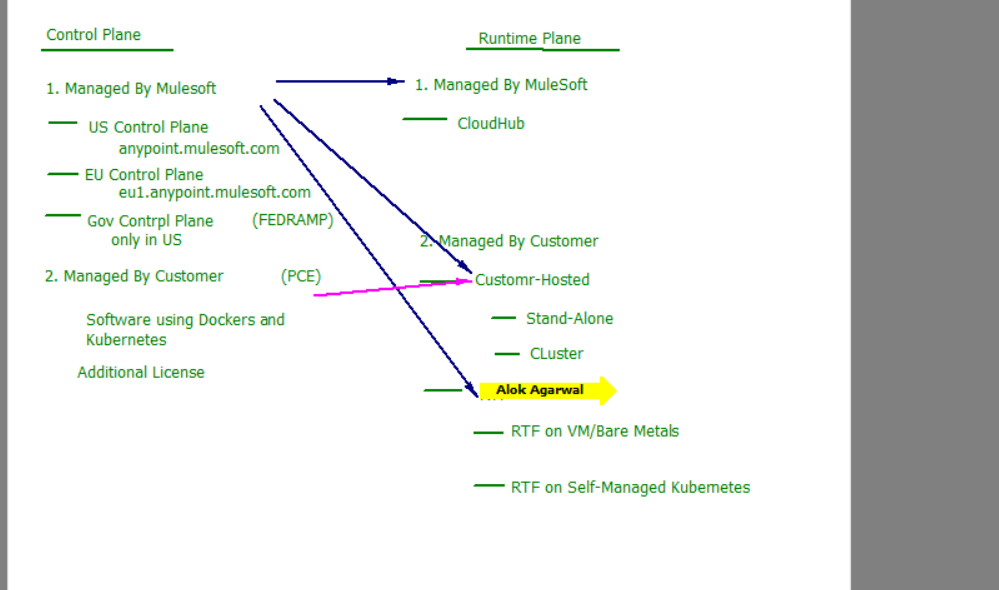 Control Plane
1. Managed By Mulesoft
US Control Plane
anypoint.mulesoft.com
EU Control Plane
eu1.anypoint.mulesoft.com
Gov Contrpl Plane (FEDRAMP)
only in US
2. Managed By Customer (PCE)
Software using Dockers and
Kubernetes
Additional License
Runtime Plane
1. Managed By MuleSoft
CloudHub
2. Managed By Customer
Customr-Hosted
Stand-Alone
CLuster
Alok Agarwal
RTF on VM/Bare Metals
RTF on Self-Managed Kubernetes